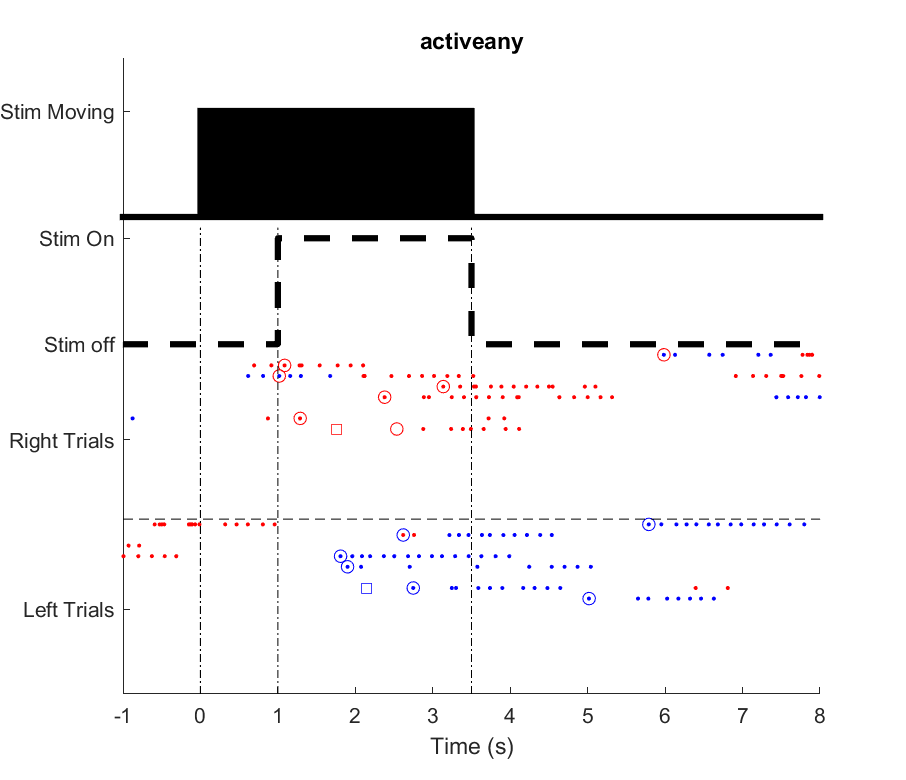 activeany
Stim Moving
Stim On
Stim off
Right Trials
Left Trials
-1 0 1 2 3 4 5 6 7 8
Time (s)